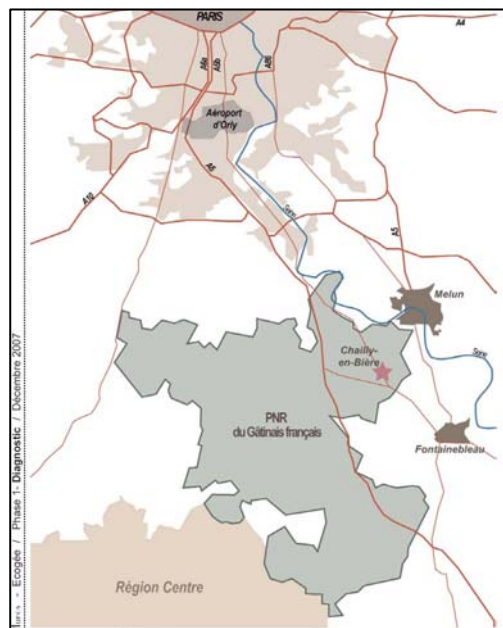 PARIS
A4
A6a
A6b
A86
Aéroport
d'Orly
A6
A10
Seine
A5
Melun
Chailly-
en-Bière
Seine
PNR
du Gâtinais français
Fontainebleau
Région Centre
- Ecogée / Phase 1- Diagnostic / Décembre 2007